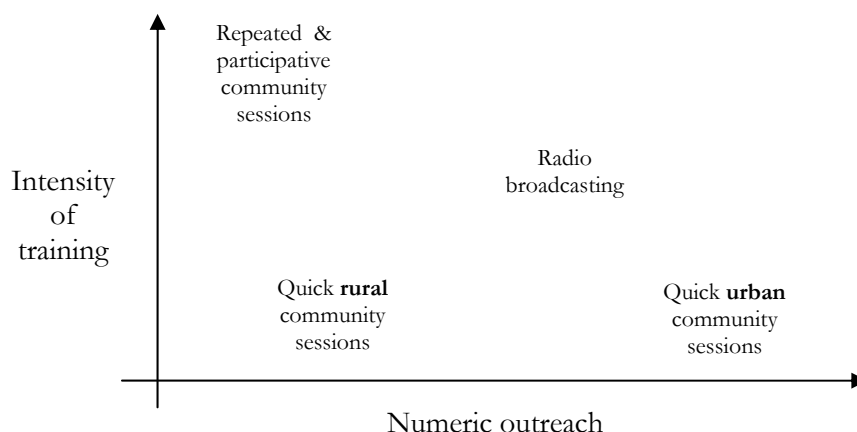 Repeated &
participative
community
sessions
Radio
broadcasting
Intensity
of
training
Quick rural
community
sessions
Quick urban
community
sessions
Numeric outreach